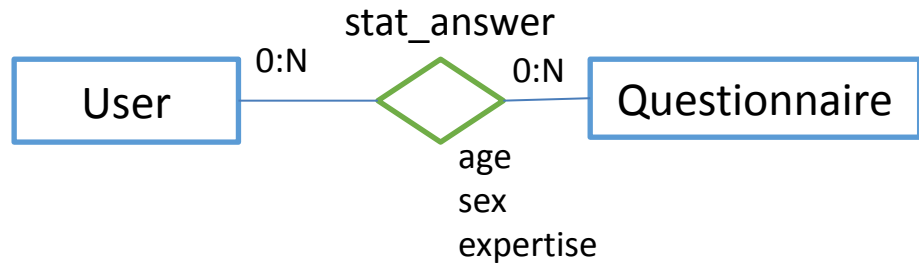 stat_answer
0:N
0:N
User
Questionnaire
age
sex
expertise